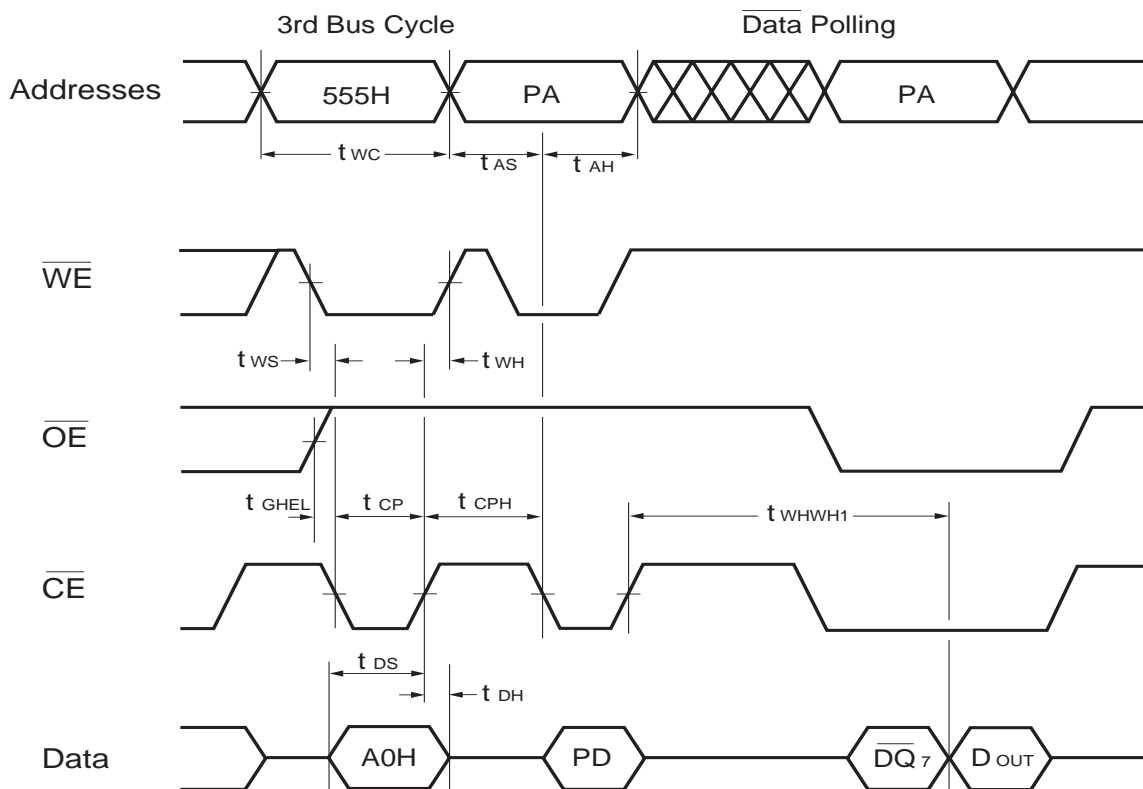 3rd Bus Cycle
Data Polling
Addresses
555H
PA
PA
t WC
t AS
t AH
WE
t WS
t WH
OE
t GHEL
t CP
t CPH
t WHWH1
CE
t DS
t DH
Data
A0H
PD
DQ 7
D OUT